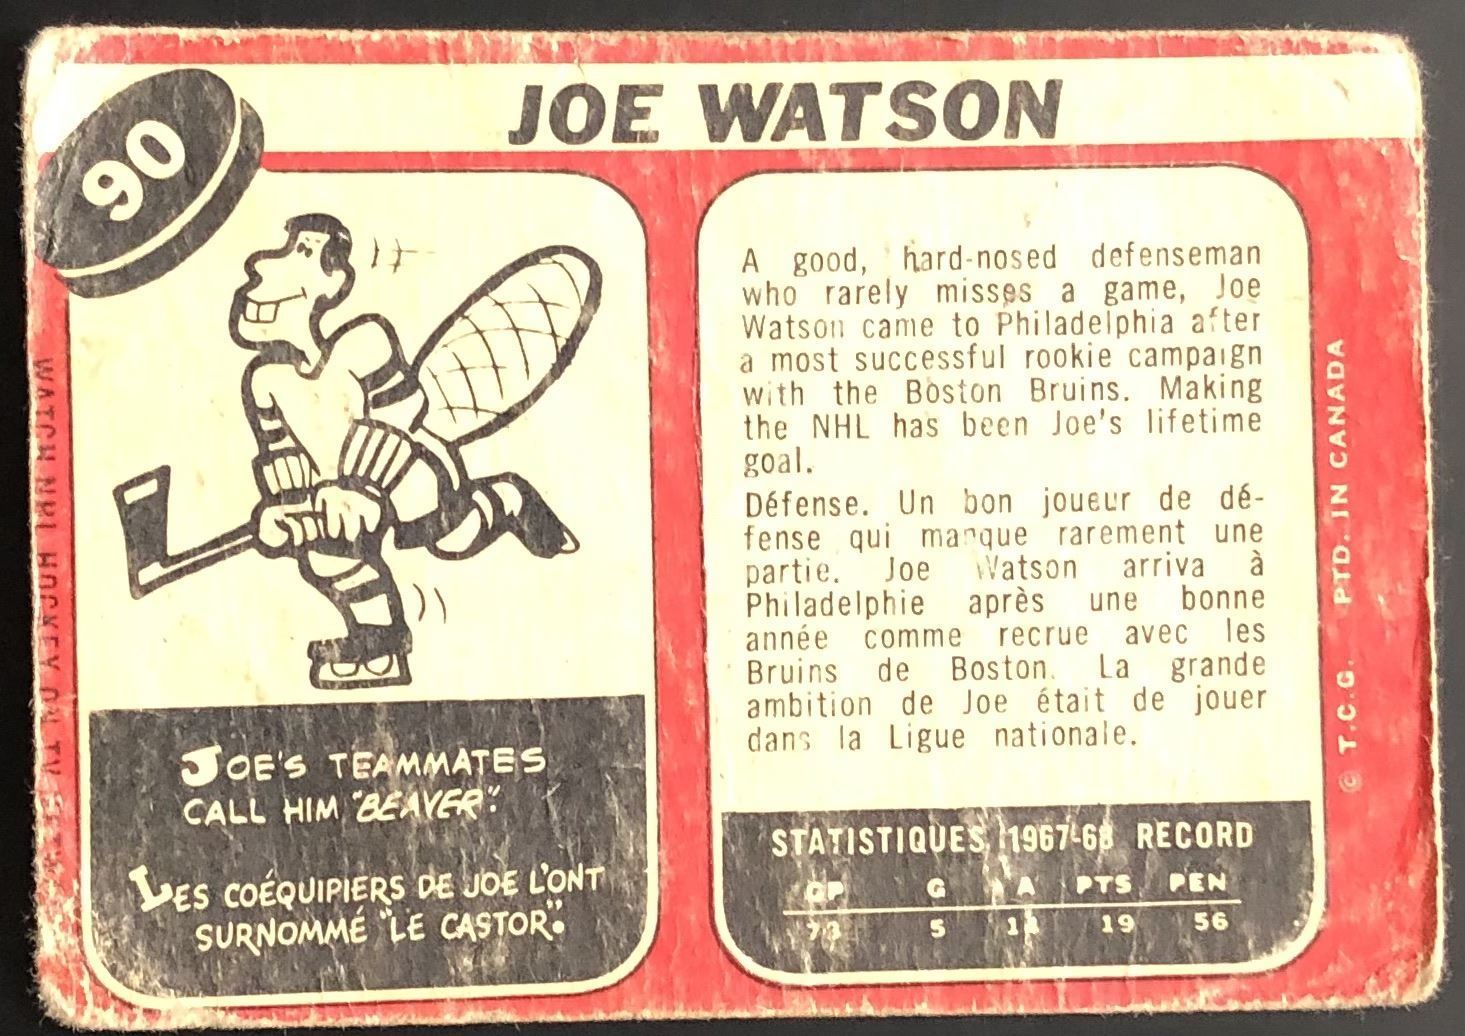 90
JOE WATSON
JOE'S TEAMMATES
CALL HIM "BEAVER".
LES COÉQUIPIERS DE JOE L'ONT
SURNOMMÉ "LE CASTOR".
A good, hard-nosed defenseman
who rarely misses a game, Joe
Watson came to Philadelphia after
a most successful rookie campaign
with the Boston Bruins. Making
the NHL has been Joe's lifetime
goal.
Défense. Un bon joueur de dé-
fense qui manque rarement une
partie. Joe Watson arriva à
Philadelphie après une bonne
année comme recrue avec les
Bruins de Boston. La grande
ambition de Joe était de jouer
dans la Ligue nationale.
STATISTIQUES 1967-68 RECORD
GP G A PTS PEN
73 5 14 19 56
© T.C.G. PTD. IN CANADA
WATCH NHL HOCKEY ON TV